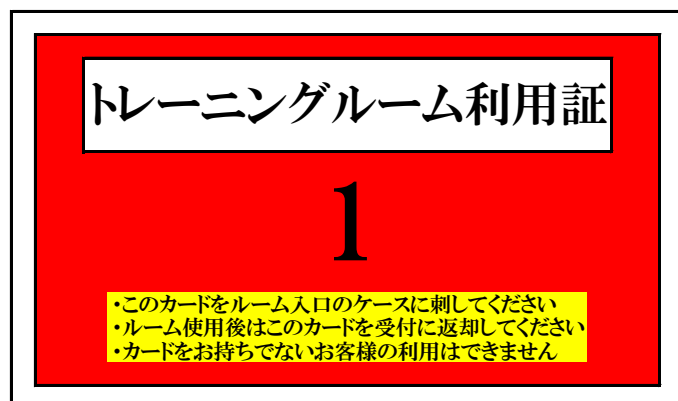 トレーニングルーム利用証
1
・このカードをルーム入口のケースに刺してください
・ルーム使用後はこのカードを受付に返却してください
・カードをお持ちでないお客様の利用はできません